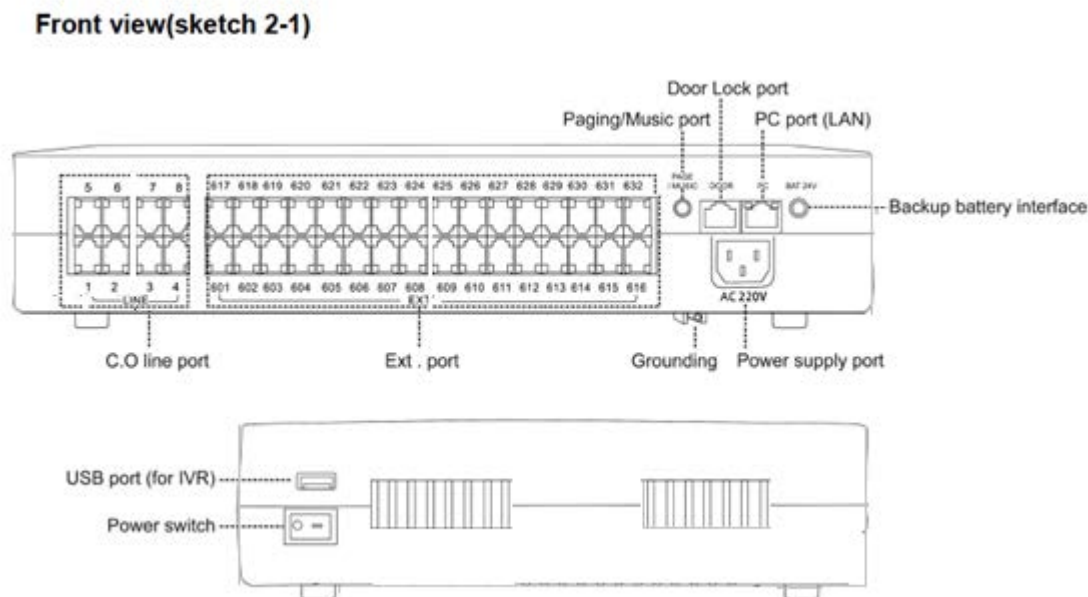 Front view(sketch 2-1)
Door Lock port
Paging/Music port PC port (LAN)
5 6 7 8 617 618 619 620 621 622 623 624 625 626 627 628 629 630 631 632 PAGE / MUSIC DOOR PC BAT 24V
Backup battery interface
1 2 3 4 601 602 603 604 605 606 607 608 609 610 611 612 613 614 615 616 AC 220V
LINE EXT
C.O line port Ext . port Grounding Power supply port
USB port (for IVR)
Power switch